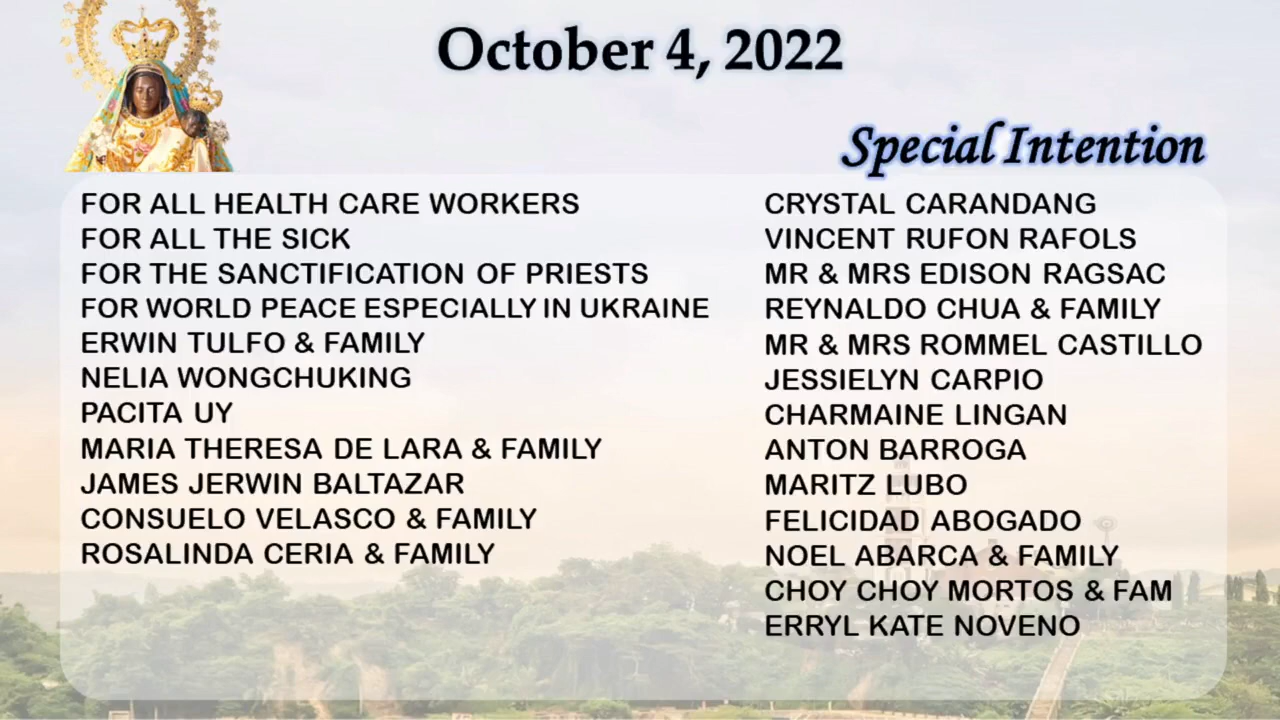 October 4, 2022
Special Intention
FOR ALL HEALTH CARE WORKERS
FOR ALL THE SICK
FOR THE SANCTIFICATION OF PRIESTS
FOR WORLD PEACE ESPECIALLY IN UKRAINE
ERWIN TULFO & FAMILY
NELIA WONGCHUKING
PACITA UY
MARIA THERESA DE LARA & FAMILY
JAMES JERWIN BALTAZAR
CONSUELO VELASCO & FAMILY
ROSALINDA CERIA & FAMILY
CRYSTAL CARANDANG
VINCENT RUFON RAFOLS
MR & MRS EDISON RAGSAC
REYNALDO CHUA & FAMILY
MR & MRS ROMMEL CASTILLO
JESSIELYN CARPIO
CHARMAINE LINGAN
ANTON BARROGA
MARITZ LUBO
FELICIDAD ABOGADO
NOEL ABARCA & FAMILY
CHOY CHOY MORTOS & FAM
ERRYL KATE NOVENO